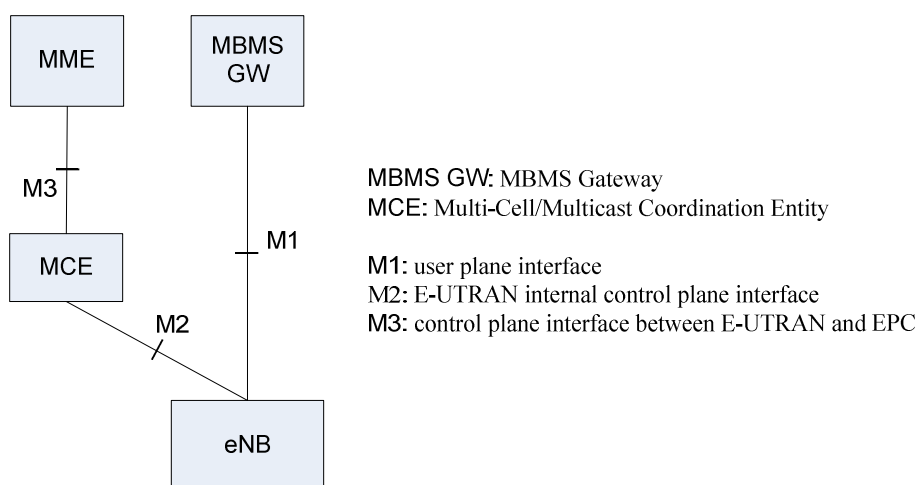 MME
MBMS
GW
M3
M1
MCE
M2
eNB
MBMS GW: MBMS Gateway
MCE: Multi-Cell/Multicast Coordination Entity
M1: user plane interface
M2: E-UTRAN internal control plane interface
M3: control plane interface between E-UTRAN and EPC